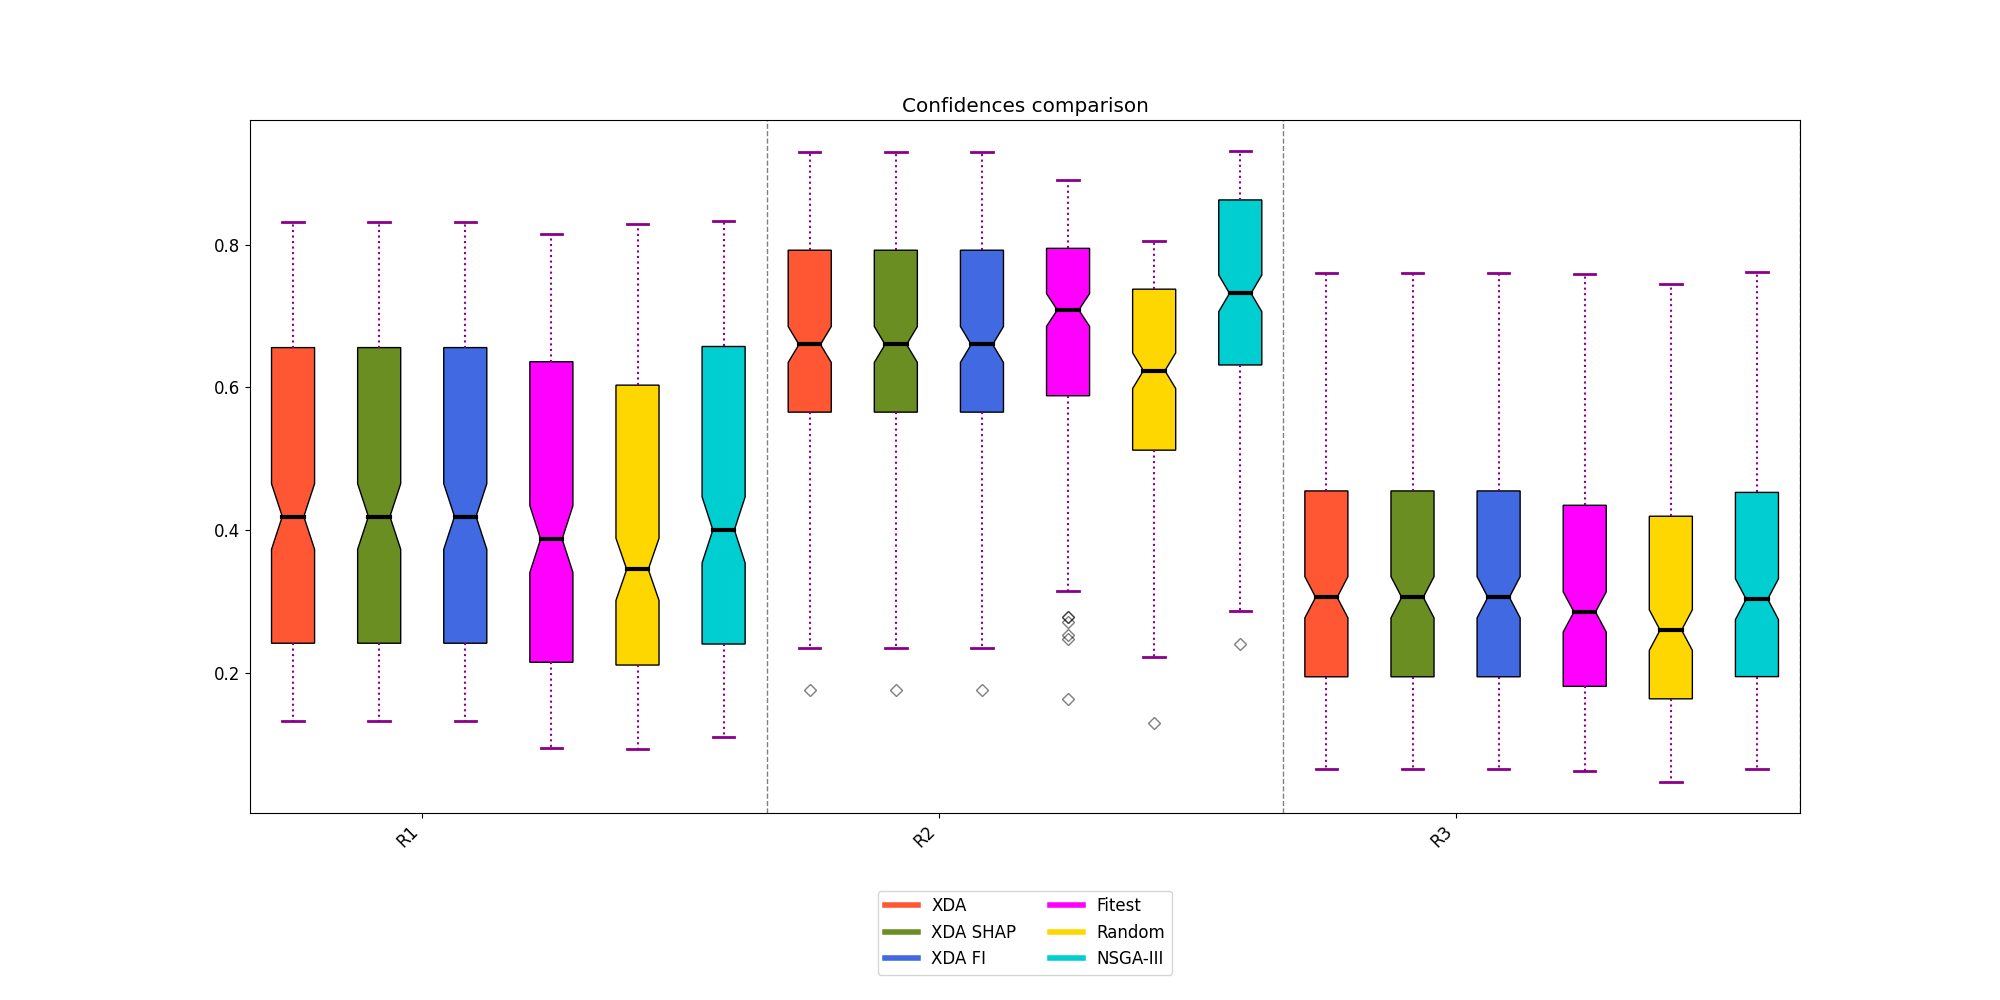 Confidences comparison
0.8
0.6
0.4
0.2
R1
R2
R3
XDA
XDA SHAP
XDA FI
Fitest
Random
NSGA-III